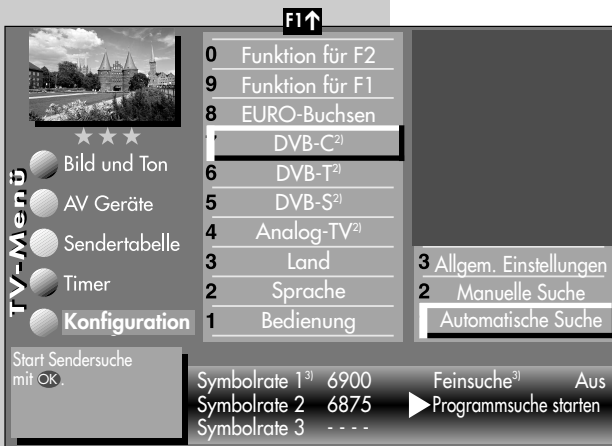 F1↑
TV-Menü
Bild und Ton
AV Geräte
Sendertabelle
Timer
Konfiguration
0 Funktion für F2
9 Funktion für F1
8 EURO-Buchsen
DVB-C2)
6 DVB-T2)
5 DVB-S2)
4 Analog-TV2)
3 Land
2 Sprache
1 Bedienung
3 Allgem. Einstellungen
2 Manuelle Suche
Automatische Suche
Start Sendersuche
mit OK.
Symbolrate 13) 6900
Symbolrate 2 6875
Symbolrate 3 - - - -
Feinsuche3) Aus
Programmsuche starten